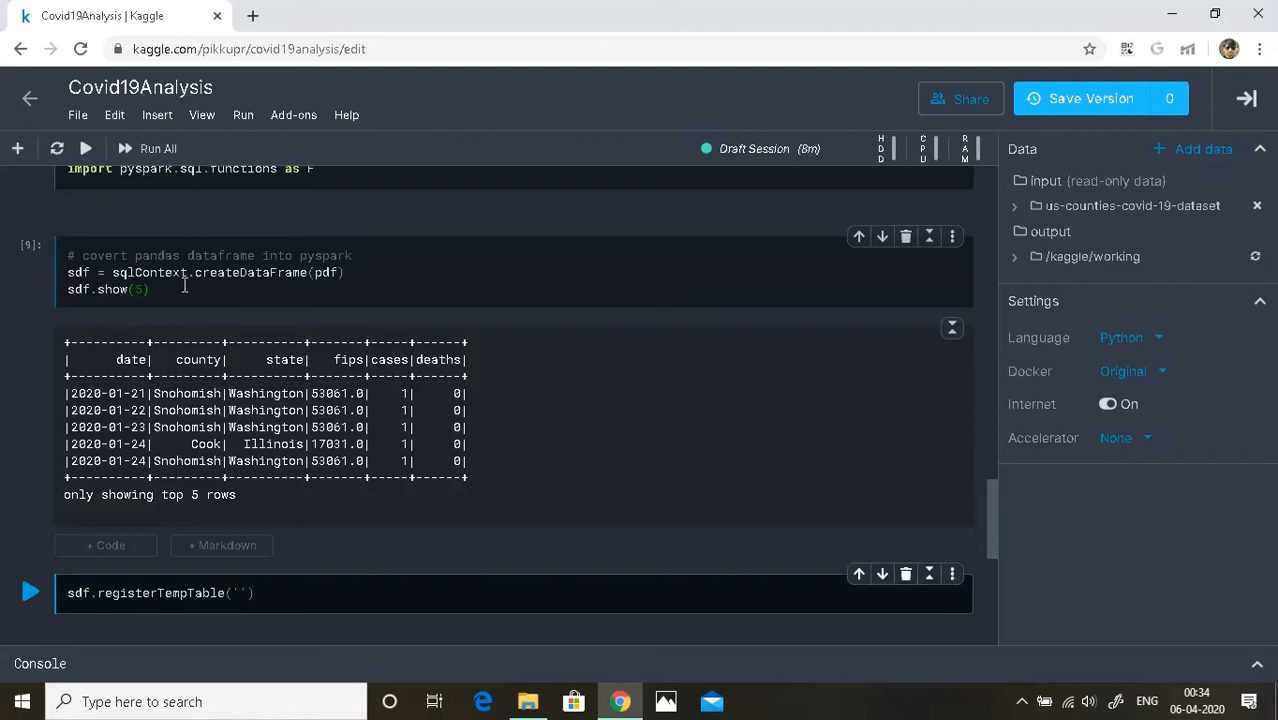 Covid19Analysis | Kaggle
kaggle.com/pikkupr/covid19analysis/edit
Covid19Analysis
File Edit Insert View Run Add-ons Help
Share
Save Version 0
Run All
Draft Session (8m)
HDD
CPU
RAM
Data
Add data
input (read-only data)
us-counties-covid-19-dataset
output
/kaggle/working
Settings
Language Python
Docker Original
Internet On
Accelerator None
import pyspark.sql.functions as F
[9]:
# covert pandas dataframe into pyspark
sdf = sqlContext.createDataFrame(pdf)
sdf.show(5)
+----------+---------+----------+-------+-----+------+
| date| county| state| fips|cases|deaths|
+----------+---------+----------+-------+-----+------+
|2020-01-21|Snohomish|Washington|53061.0| 1| 0|
|2020-01-22|Snohomish|Washington|53061.0| 1| 0|
|2020-01-23|Snohomish|Washington|53061.0| 1| 0|
|2020-01-24| Cook| Illinois|17031.0| 1| 0|
|2020-01-24|Snohomish|Washington|53061.0| 1| 0|
+----------+---------+----------+-------+-----+------+
only showing top 5 rows
+ Code
+ Markdown
sdf.registerTempTable('')
Console
Type here to search
ENG
00:34
06-04-2020